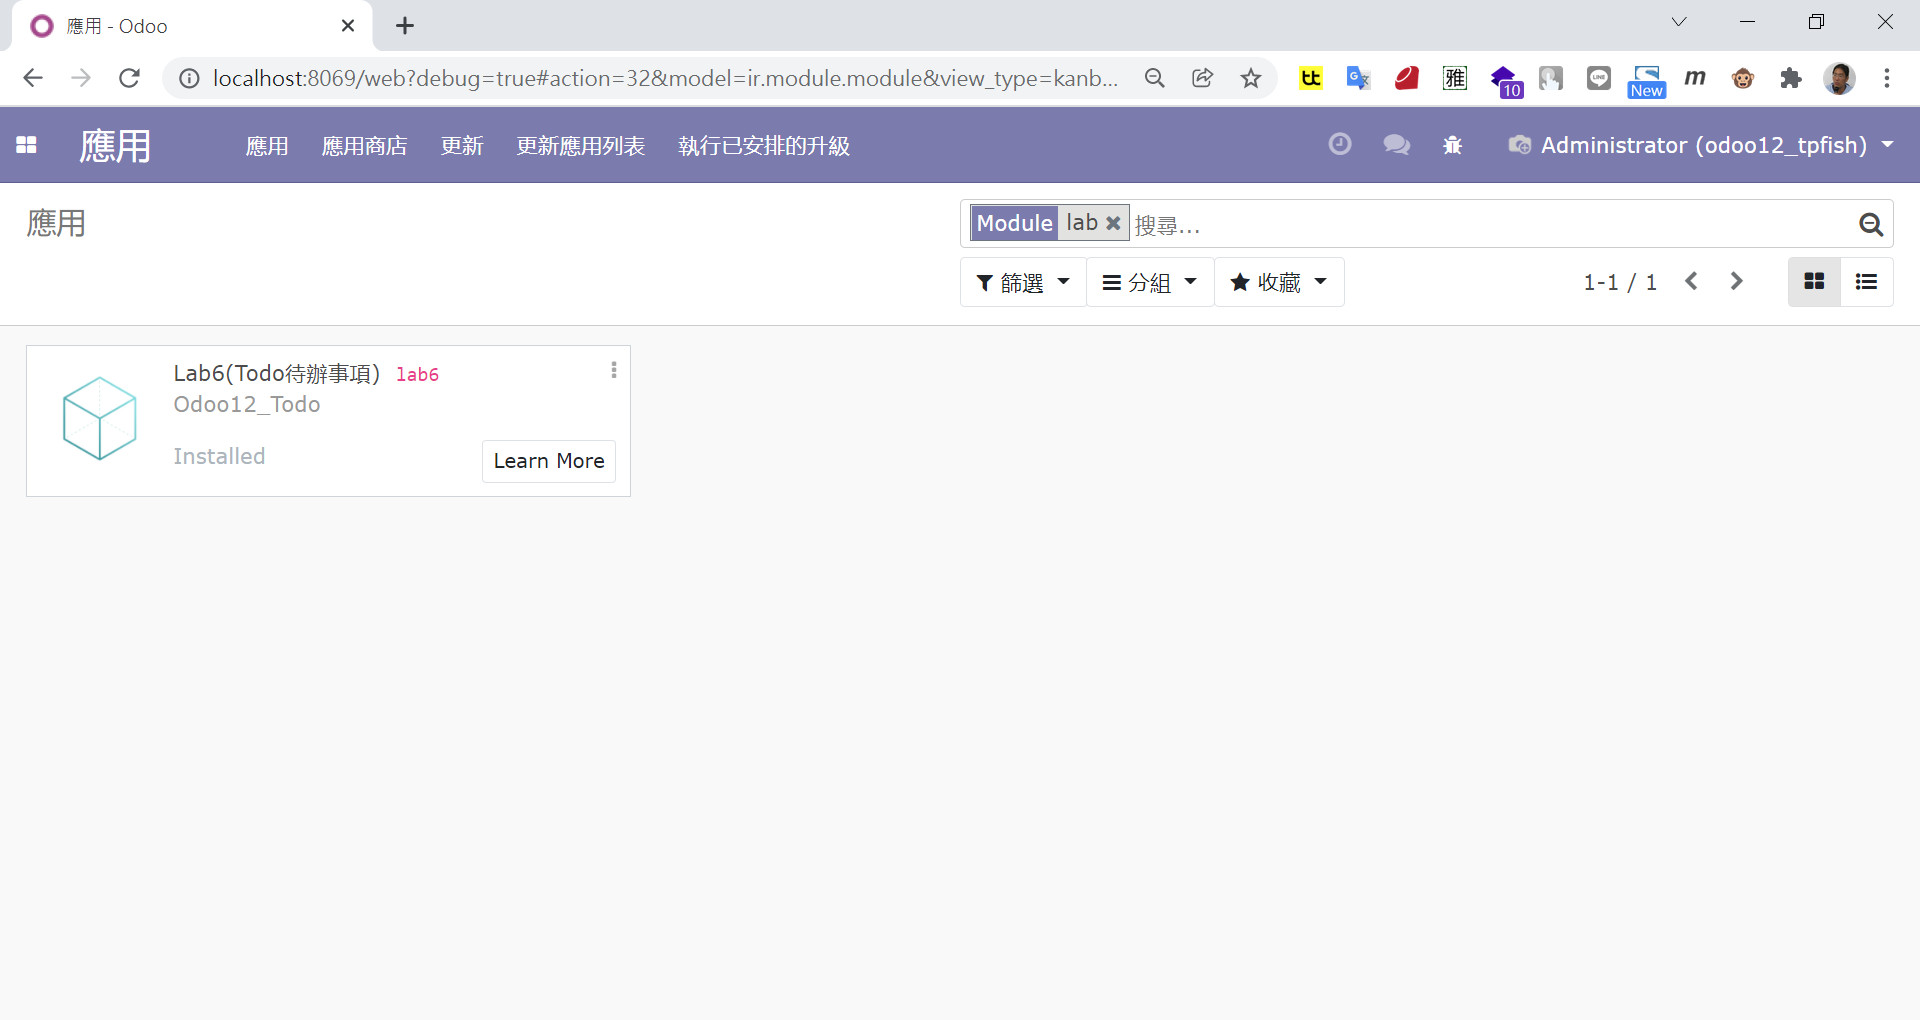 應用 - Odoo
localhost:8069/web?debug=true#action=32&model=ir.module.module&view_type=kanb...
tt
G
雅
10
LINE
New
m
應用
應用
應用商店
更新
更新應用列表
執行已安排的升級
Administrator (odoo12_tpfish)
應用
Module lab 搜尋...
篩選
分組
收藏
1-1 / 1
Lab6(Todo待辦事項) lab6
Odoo12_Todo
Installed
Learn More